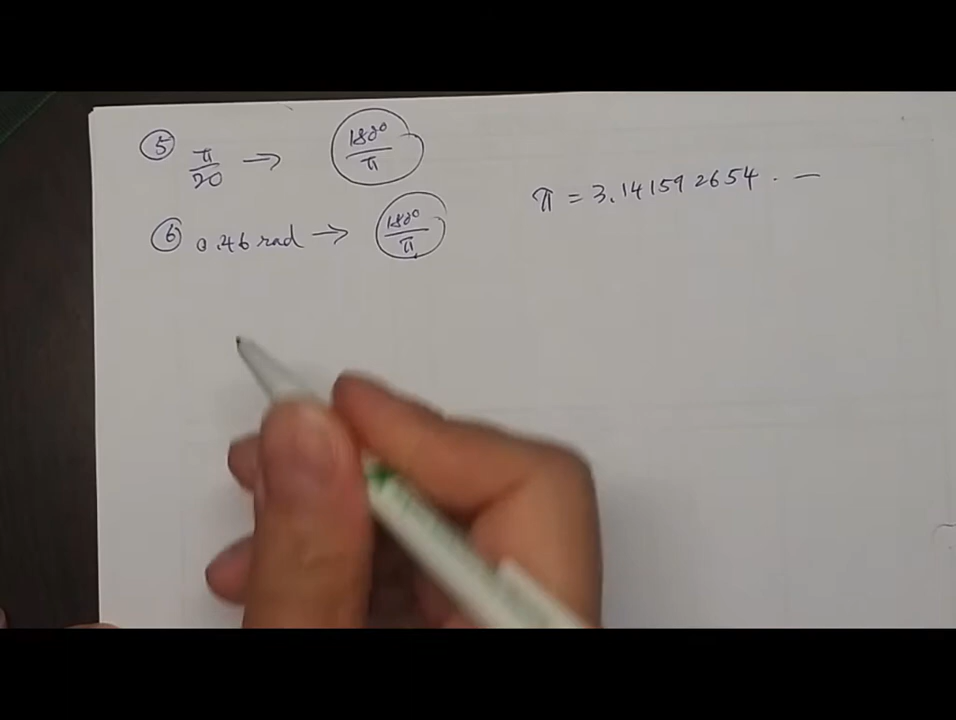 ⑤ π/20 → 180°/π
π = 3.141592654 . —
⑥ 0.46 rad → 180°/π